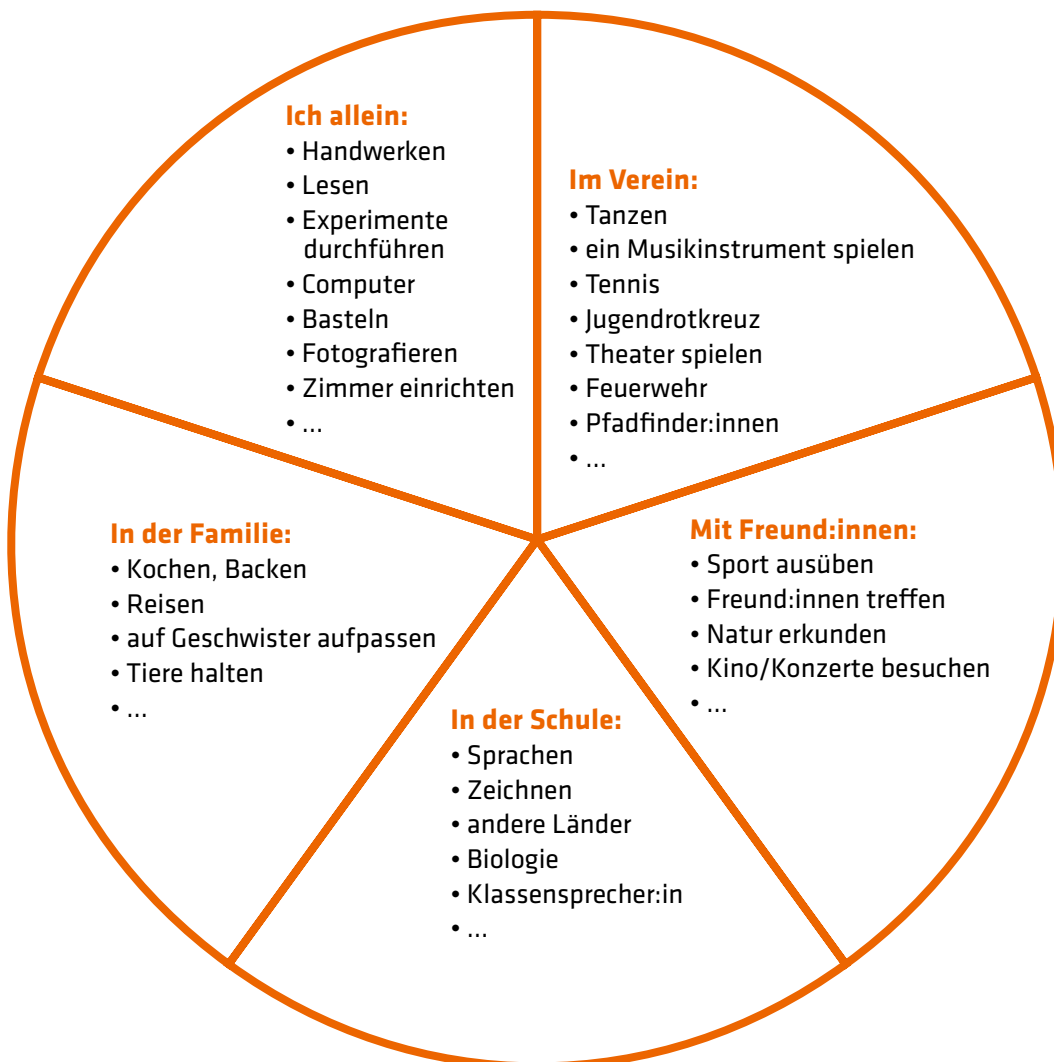 Ich allein:
• Handwerken
• Lesen
• Experimente
durchführen
• Computer
• Basteln
• Fotografieren
• Zimmer einrichten
• ...
Im Verein:
• Tanzen
• ein Musikinstrument spielen
• Tennis
• Jugendrotkreuz
• Theater spielen
• Feuerwehr
• Pfadfinder:innen
• ...
In der Familie:
• Kochen, Backen
• Reisen
• auf Geschwister aufpassen
• Tiere halten
• ...
Mit Freund:innen:
• Sport ausüben
• Freund:innen treffen
• Natur erkunden
• Kino/Konzerte besuchen
• ...
In der Schule:
• Sprachen
• Zeichnen
• andere Länder
• Biologie
• Klassensprecher:in
• ...